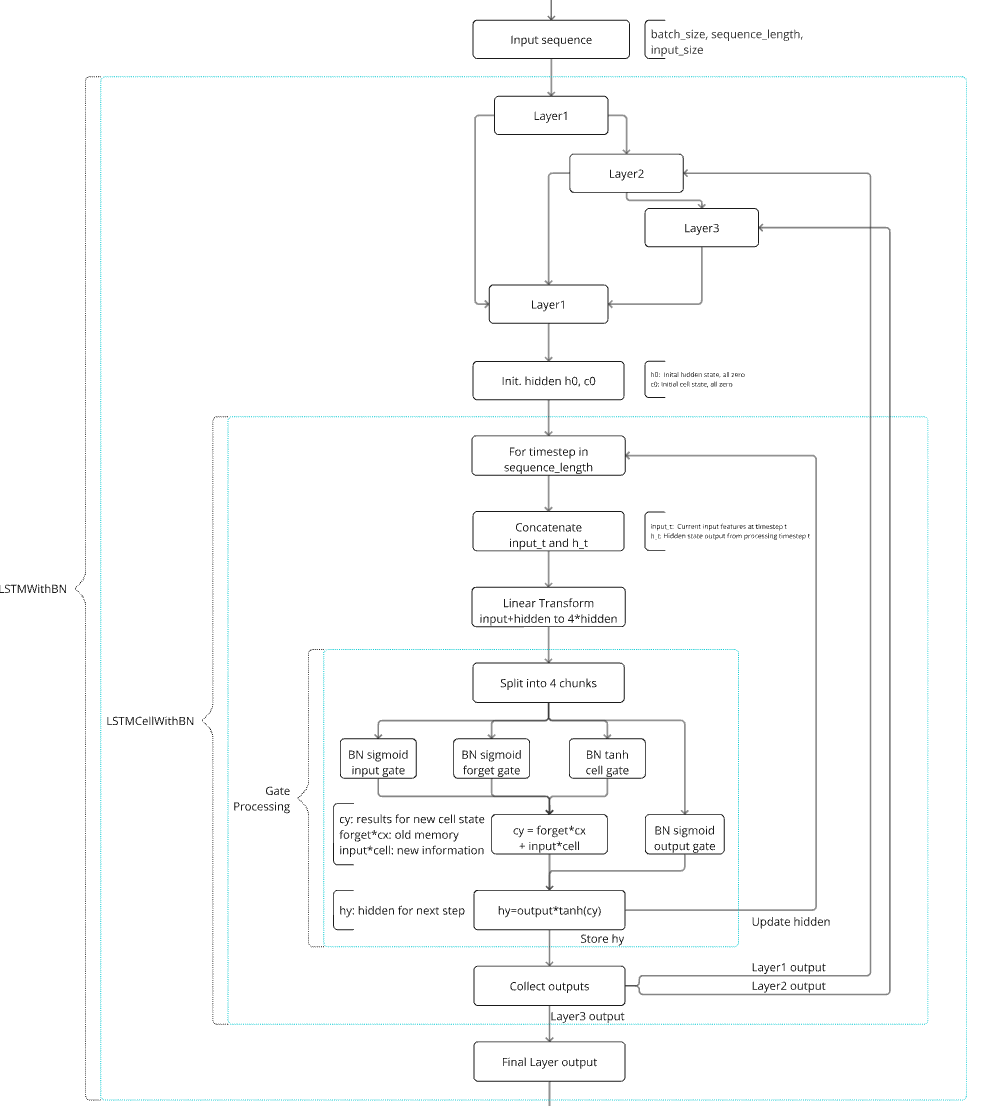 Input sequence
batch_size, sequence_length,
input_size
Layer1
Layer2
Layer3
Layer1
Init. hidden h0, c0
h0: Inital hidden state, all zero
c0: Initial cell state, all zero
For timestep in
sequence_length
Concatenate
input_t and h_t
input_t: Current input features at timestep t
h_t: Hidden state output from processing timestep t
LSTMWithBN
Linear Transform
input+hidden to 4*hidden
Split into 4 chunks
LSTMCellWithBN
BN sigmoid
input gate
BN sigmoid
forget gate
BN tanh
cell gate
Gate
Processing
cy: results for new cell state
forget*cx: old memory
input*cell: new information
cy = forget*cx
+ input*cell
BN sigmoid
output gate
hy: hidden for next step
hy=output*tanh(cy)
Update hidden
Store hy
Collect outputs
Layer1 output
Layer2 output
Layer3 output
Final Layer output